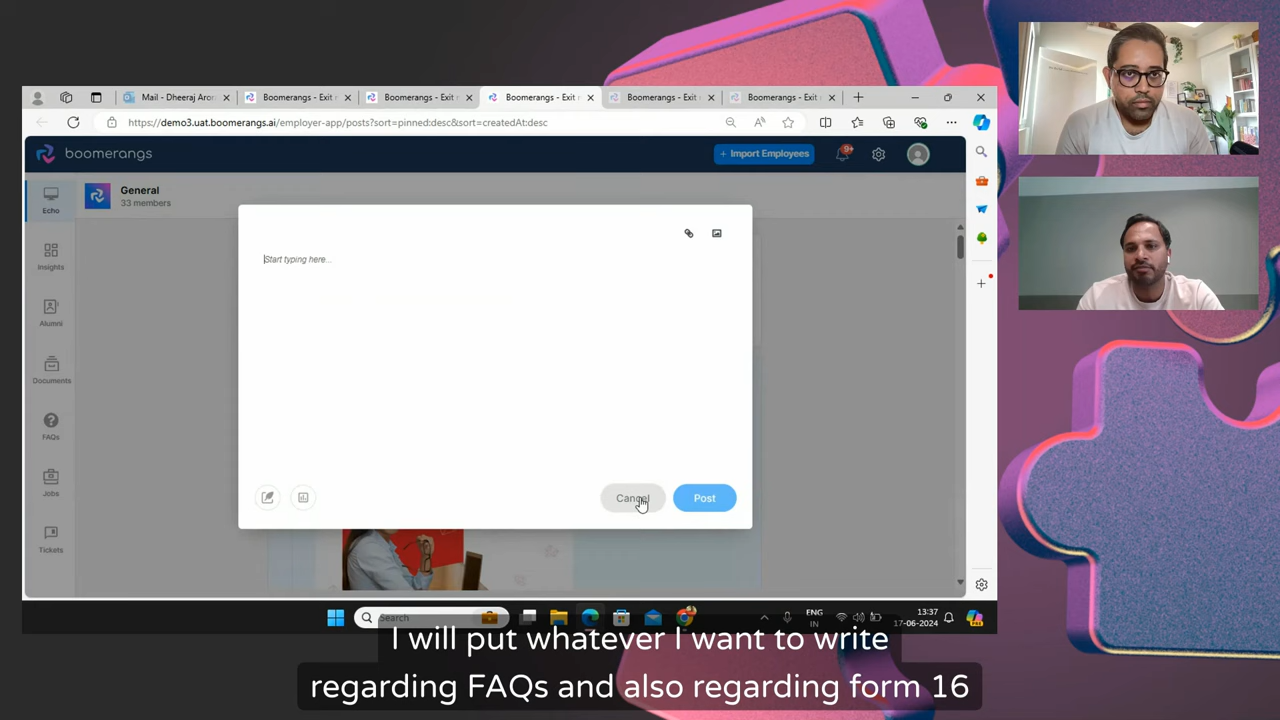 Mail - Dheeraj Aror
Boomerangs - Exit r
Boomerangs - Exit r
Boomerangs - Exit r
Boomerangs - Exit r
Boomerangs - Exit r
https://demo3.uat.boomerangs.ai/employer-app/posts?sort=pinned:desc&sort=createdAt:desc
boomerangs
+ Import Employees
9+
Echo
General
33 members
Insights
Alumni
Documents
FAQs
Jobs
Tickets
Start typing here...
Cancel
Post
Search
ENG
IN
13:37
17-06-2024
I will put whatever I want to write
regarding FAQs and also regarding form 16